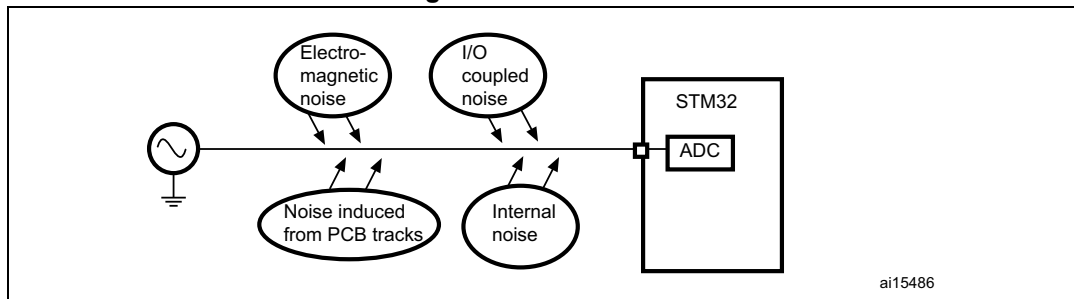 Electro-
magnetic
noise
I/O
coupled
noise
STM32
ADC
Noise induced
from PCB tracks
Internal
noise
ai15486